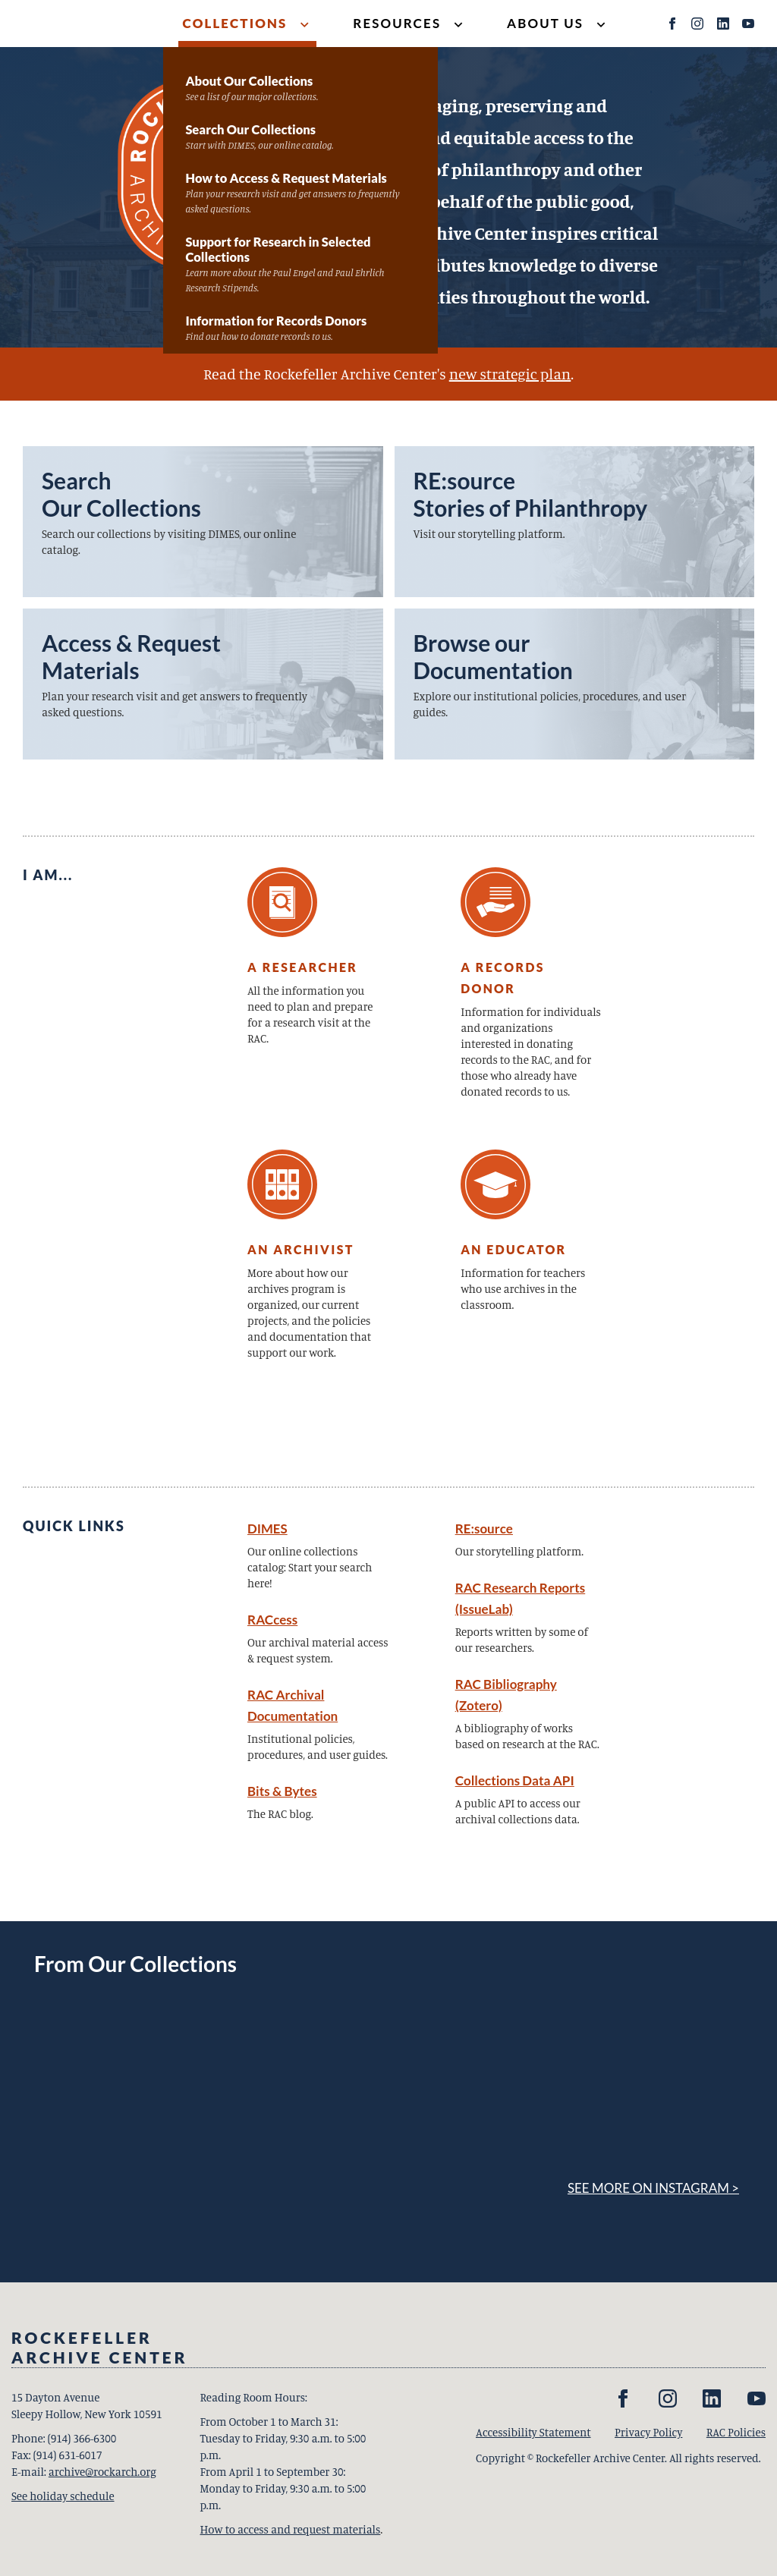 COLLECTIONS RESOURCES ABOUT US
About Our Collections
See a list of our major collections.
Search Our Collections
Start with DIMES, our online catalog.
How to Access & Request Materials
Plan your research visit and get answers to frequently
asked questions.
Support for Research in Selected
Collections
Learn more about the Paul Engel and Paul Ehrlich
Research Stipends.
Information for Records Donors
Find out how to donate records to us.
preserving and
equitable access to the
philanthropy and other
behalf of the public good,
Center inspires critical
knowledge to diverse
throughout the world.
Read the Rockefeller Archive Center's new strategic plan.
Search
Our Collections
Search our collections by visiting DIMES, our online
catalog.
RE:source
Stories of Philanthropy
Visit our storytelling platform.
Access & Request
Materials
Plan your research visit and get answers to frequently
asked questions.
Browse our
Documentation
Explore our institutional policies, procedures, and user
guides.
I AM...
A RESEARCHER
All the information you
need to plan and prepare
for a research visit at the
RAC.
A RECORDS
DONOR
Information for individuals
and organizations
interested in donating
records to the RAC, and for
those who already have
donated records to us.
AN ARCHIVIST
More about how our
archives program is
organized, our current
projects, and the policies
and documentation that
support our work.
AN EDUCATOR
Information for teachers
who use archives in the
classroom.
QUICK LINKS
DIMES
Our online collections
catalog: Start your search
here!
RACcess
Our archival material access
& request system.
RAC Archival
Documentation
Institutional policies,
procedures, and user guides.
Bits & Bytes
The RAC blog.
RE:source
Our storytelling platform.
RAC Research Reports
(IssueLab)
Reports written by some of
our researchers.
RAC Bibliography
(Zotero)
A bibliography of works
based on research at the RAC.
Collections Data API
A public API to access our
archival collections data.
From Our Collections
SEE MORE ON INSTAGRAM >
ROCKEFELLER
ARCHIVE CENTER
15 Dayton Avenue
Sleepy Hollow, New York 10591
Phone: (914) 366-6300
Fax: (914) 631-6017
E-mail: archive@rockarch.org
See holiday schedule
Reading Room Hours:
From October 1 to March 31:
Tuesday to Friday, 9:30 a.m. to 5:00
p.m.
From April 1 to September 30:
Monday to Friday, 9:30 a.m. to 5:00
p.m.
How to access and request materials.
Accessibility Statement Privacy Policy RAC Policies
Copyright © Rockefeller Archive Center. All rights reserved.